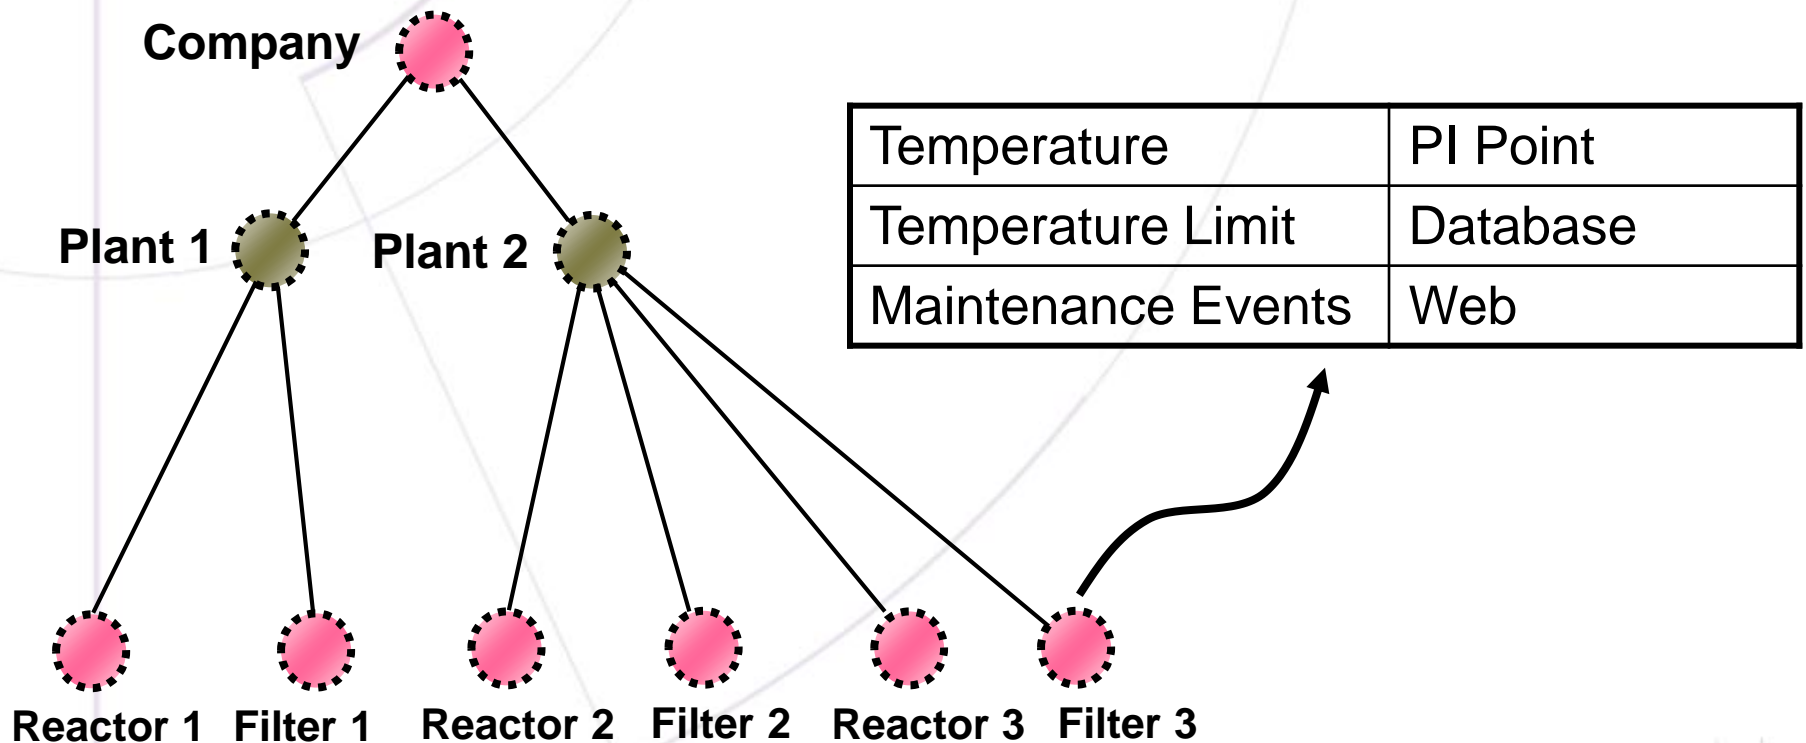 Company
Plant 1
Plant 2
Temperature PI Point
Temperature Limit Database
Maintenance Events Web
Reactor 1 Filter 1 Reactor 2 Filter 2 Reactor 3 Filter 3